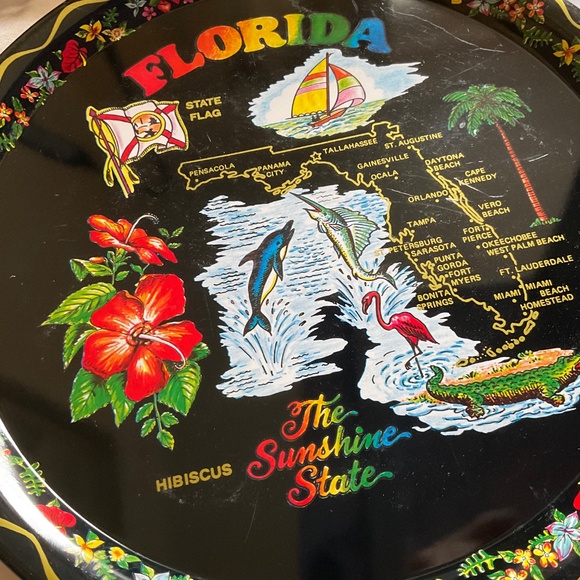 FLORIDA
STATE
FLAG
TALLAHASSEE
ST. AUGUSTINE
PENSACOLA
PANAMA
CITY
GAINESVILLE
OCALA
DAYTONA
BEACH
CAPE
KENNEDY
ORLANDO
VERO
BEACH
TAMPA
FORT
PIERCE
PETERSBURG
SARASOTA
OKEECHOBEE
WEST PALM BEACH
PUNTA
GORDA
FORT
MYERS
FT. LAUDERDALE
BONITA
SPRINGS
MIAMI
MIAMI
BEACH
HOMESTEAD
HIBISCUS
The
Sunshine
State